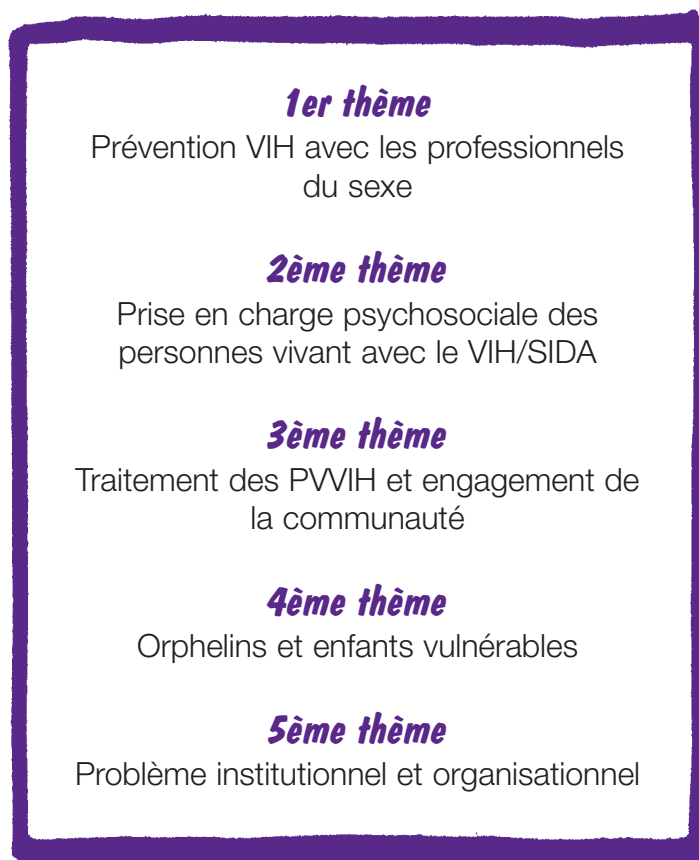 1er thème
Prévention VIH avec les professionnels
du sexe
2ème thème
Prise en charge psychosociale des
personnes vivant avec le VIH/SIDA
3ème thème
Traitement des PVVIH et engagement de
la communauté
4ème thème
Orphelins et enfants vulnérables
5ème thème
Problème institutionnel et organisationnel